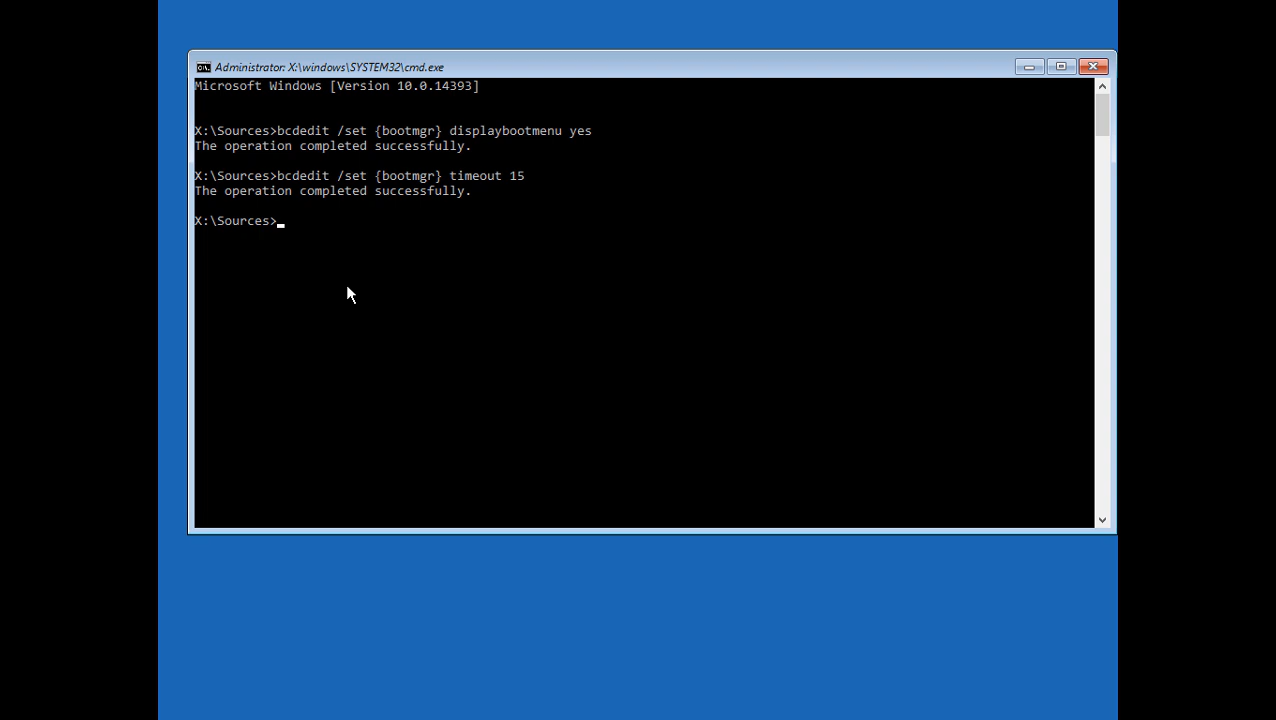 Administrator: X:\windows\SYSTEM32\cmd.exe
Microsoft Windows [Version 10.0.14393]
X:\Sources>bcdedit /set {bootmgr} displaybootmenu yes
The operation completed successfully.
X:\Sources>bcdedit /set {bootmgr} timeout 15
The operation completed successfully.
X:\Sources>